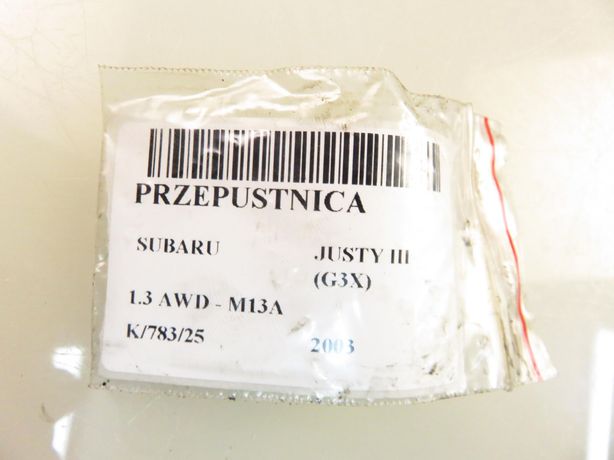 PRZEPUSTNICA
SUBARU JUSTY III
(G3X)
1.3 AWD - M13A
K/783/25 2003